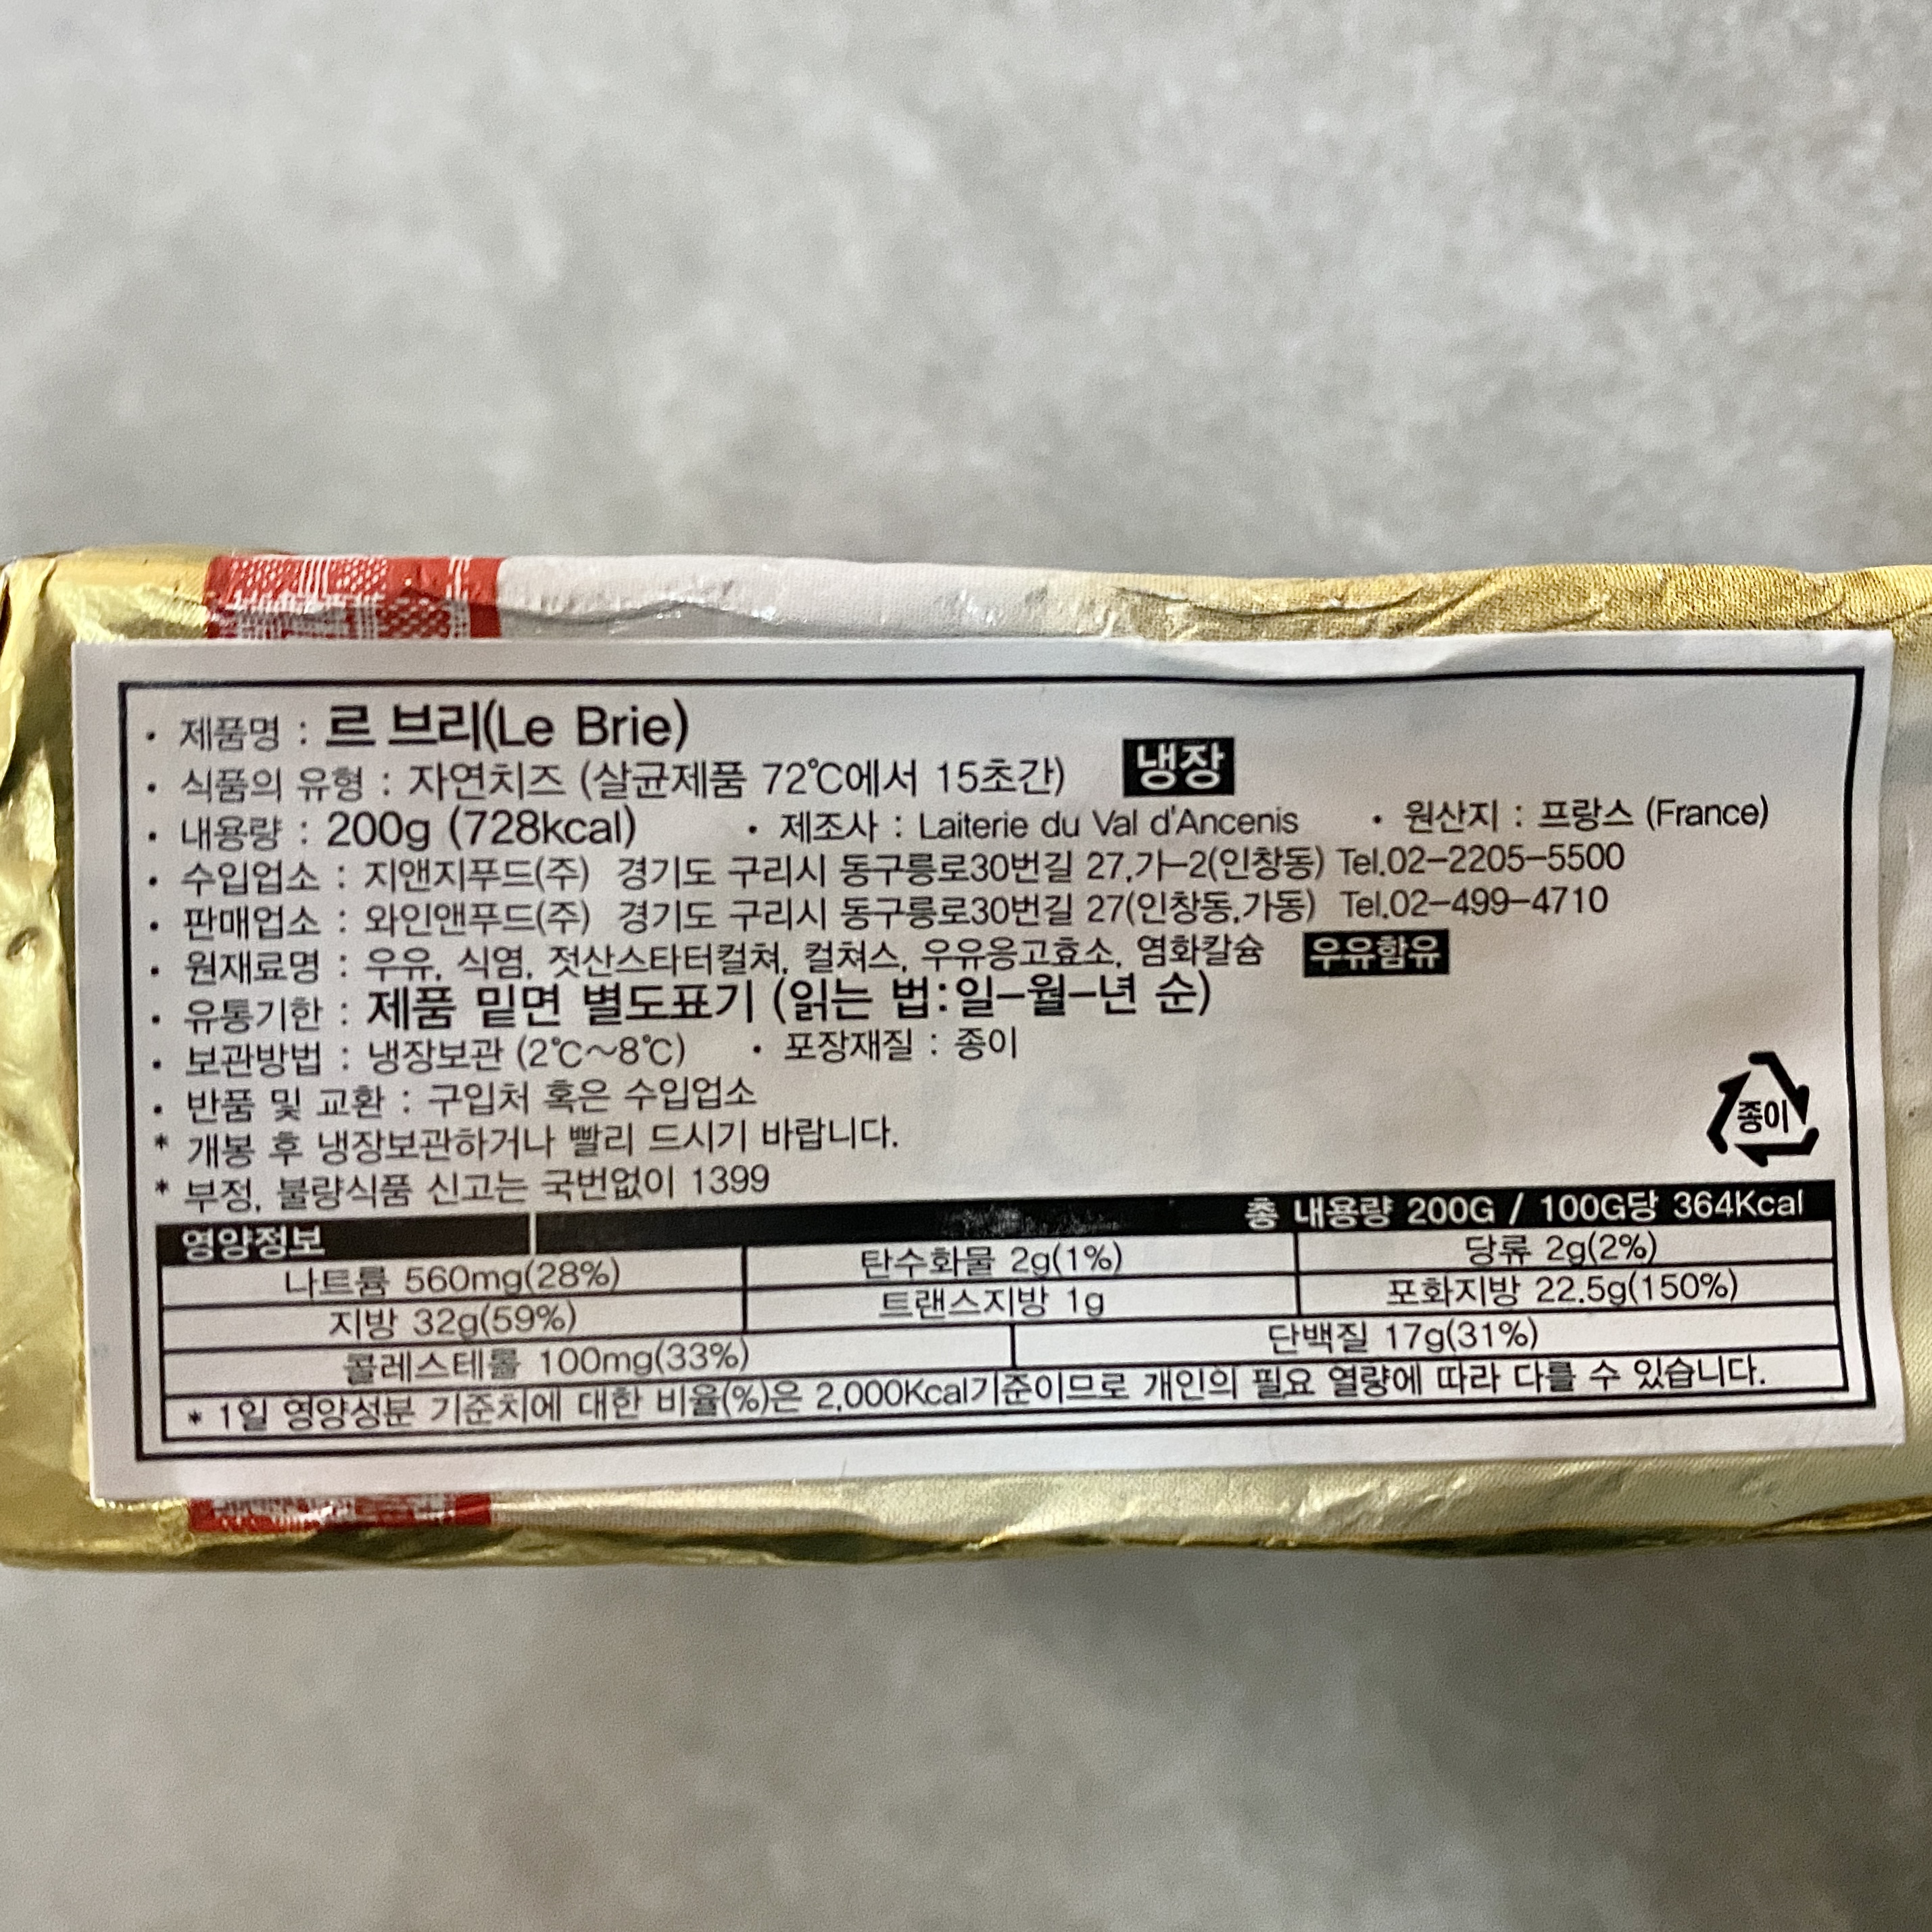 · 제품명 : 르 브리(Le Brie)
· 식품의 유형 : 자연치즈 (살균제품 72℃에서 15초간) 냉장
· 내용량 : 200g (728kcal) · 제조사 : Laiterie du Val d'Ancenis · 원산지 : 프랑스 (France)
· 수입업소 : 지앤지푸드(주) 경기도 구리시 동구릉로30번길 27,가-2(인창동) Tel.02-2205-5500
· 판매업소 : 와인앤푸드(주) 경기도 구리시 동구릉로30번길 27(인창동,가동) Tel.02-499-4710
· 원재료명 : 우유, 식염, 젓산스타터컬쳐, 컬쳐스, 우유응고효소, 염화칼슘 우유함유
· 유통기한 : 제품 밑면 별도표기 (읽는 법:일-월-년 순)
· 보관방법 : 냉장보관 (2℃~8℃) · 포장재질 : 종이
· 반품 및 교환 : 구입처 혹은 수입업소
* 개봉 후 냉장보관하거나 빨리 드시기 바랍니다.
* 부정, 불량식품 신고는 국번없이 1399
종이
영양정보 총 내용량 200G / 100G당 364Kcal
나트륨 560mg(28%) 탄수화물 2g(1%) 당류 2g(2%)
지방 32g(59%) 트랜스지방 1g 포화지방 22.5g(150%)
콜레스테롤 100mg(33%) 단백질 17g(31%)
* 1일 영양성분 기준치에 대한 비율(%)은 2,000Kcal기준이므로 개인의 필요 열량에 따라 다를 수 있습니다.